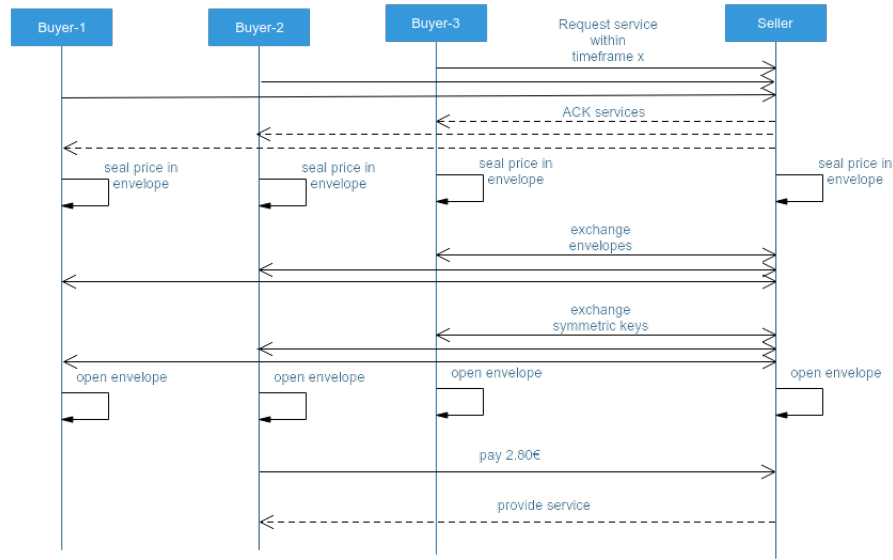 Buyer-1
Buyer-2
Buyer-3
Seller
Request service
within
timeframe x
ACK services
seal price in
envelope
seal price in
envelope
seal price in
envelope
seal price in
envelope
exchange
envelopes
exchange
symmetric keys
open envelope
open envelope
open envelope
open envelope
pay 2.80€
provide service